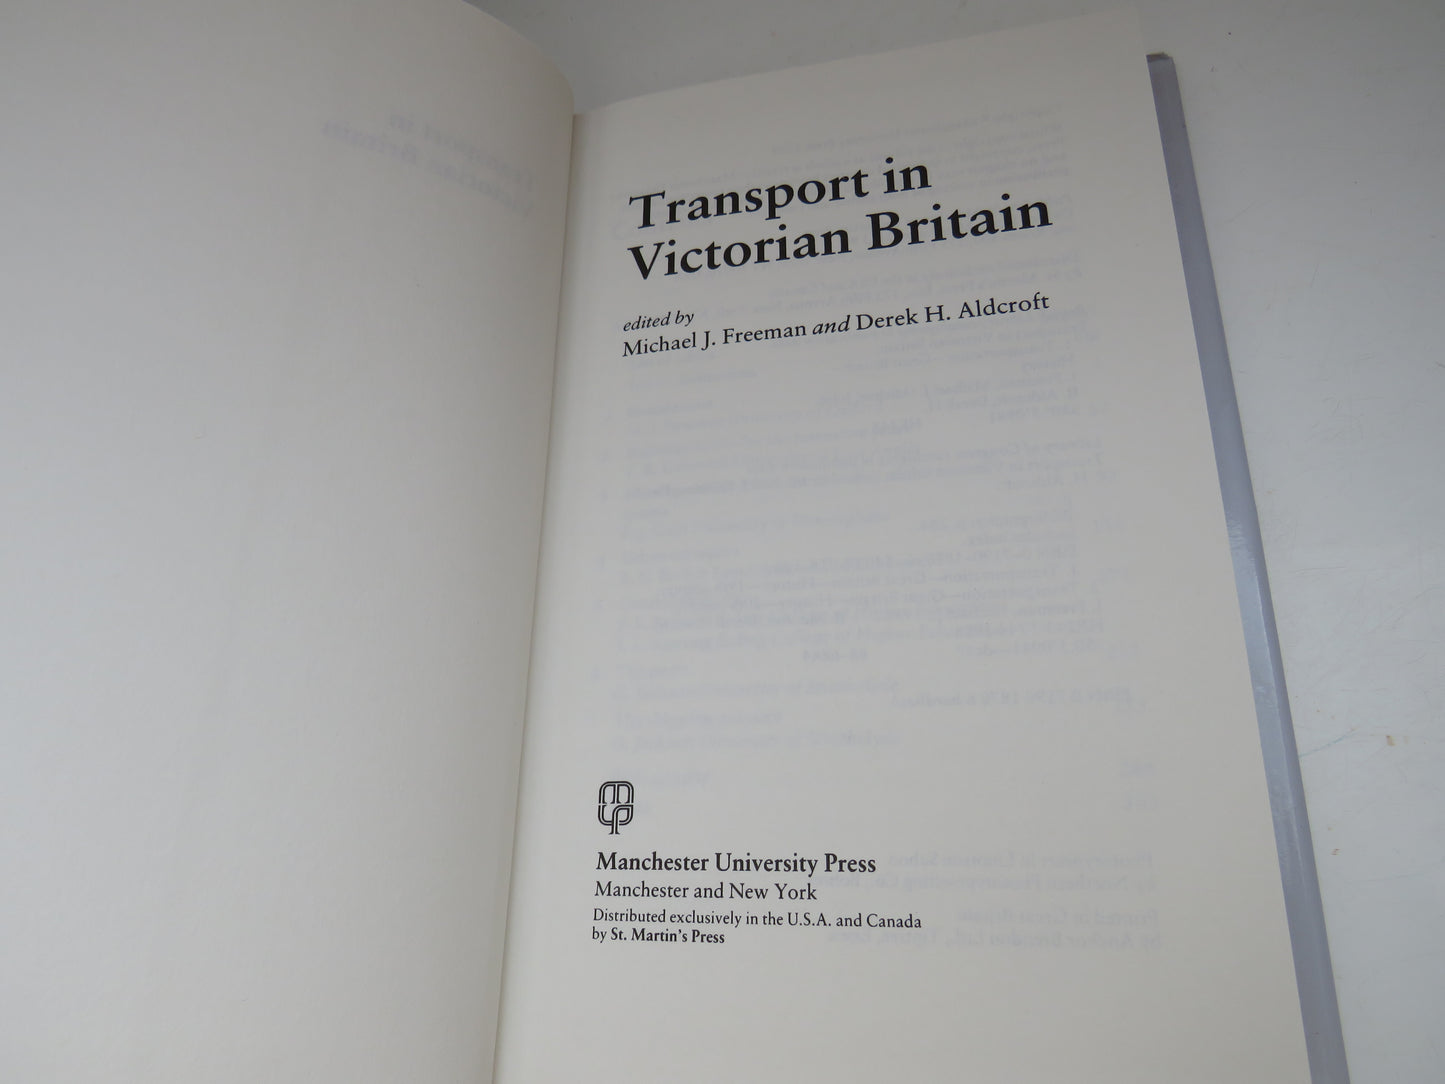 Transport in
Victorian Britain
edited by
Michael J. Freeman and Derek H. Aldcroft
Manchester University Press
Manchester and New York
Distributed exclusively in the U.S.A. and Canada
by St. Martin's Press